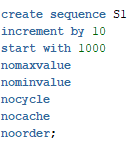 create sequence S1
increment by 10
start with 1000
nomaxvalue
nominvalue
nocycle
nocache
noorder;